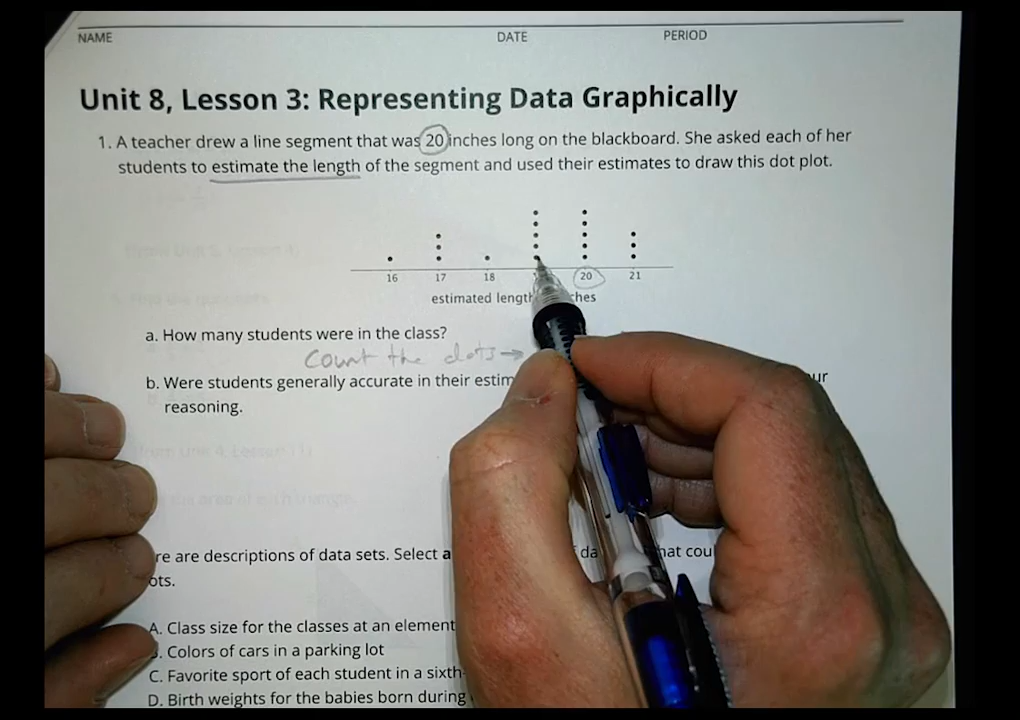 NAME DATE PERIOD
Unit 8, Lesson 3: Representing Data Graphically
1. A teacher drew a line segment that was 20 inches long on the blackboard. She asked each of her
students to estimate the length of the segment and used their estimates to draw this dot plot.
16 17 18 20 21
estimated length ches
a. How many students were in the class?
Count the dots →
b. Were students generally accurate in their estim ur
reasoning.
re are descriptions of data sets. Select a da hat cou
ots.
A. Class size for the classes at an element
. Colors of cars in a parking lot
C. Favorite sport of each student in a sixth-
D. Birth weights for the babies born during